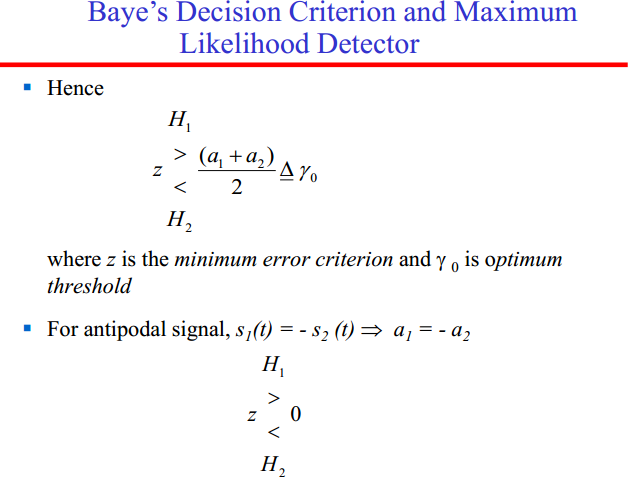 Baye's Decision Criterion and Maximum
Likelihood Detector
▪ Hence
H₁
z > (a₁ + a₂) / 2 ≜ γ₀
<
H₂
where z is the minimum error criterion and γ ₀ is optimum
threshold
▪ For antipodal signal, s₁(t) = - s₂ (t) ⇒ a₁ = - a₂
H₁
>
z 0
<
H₂